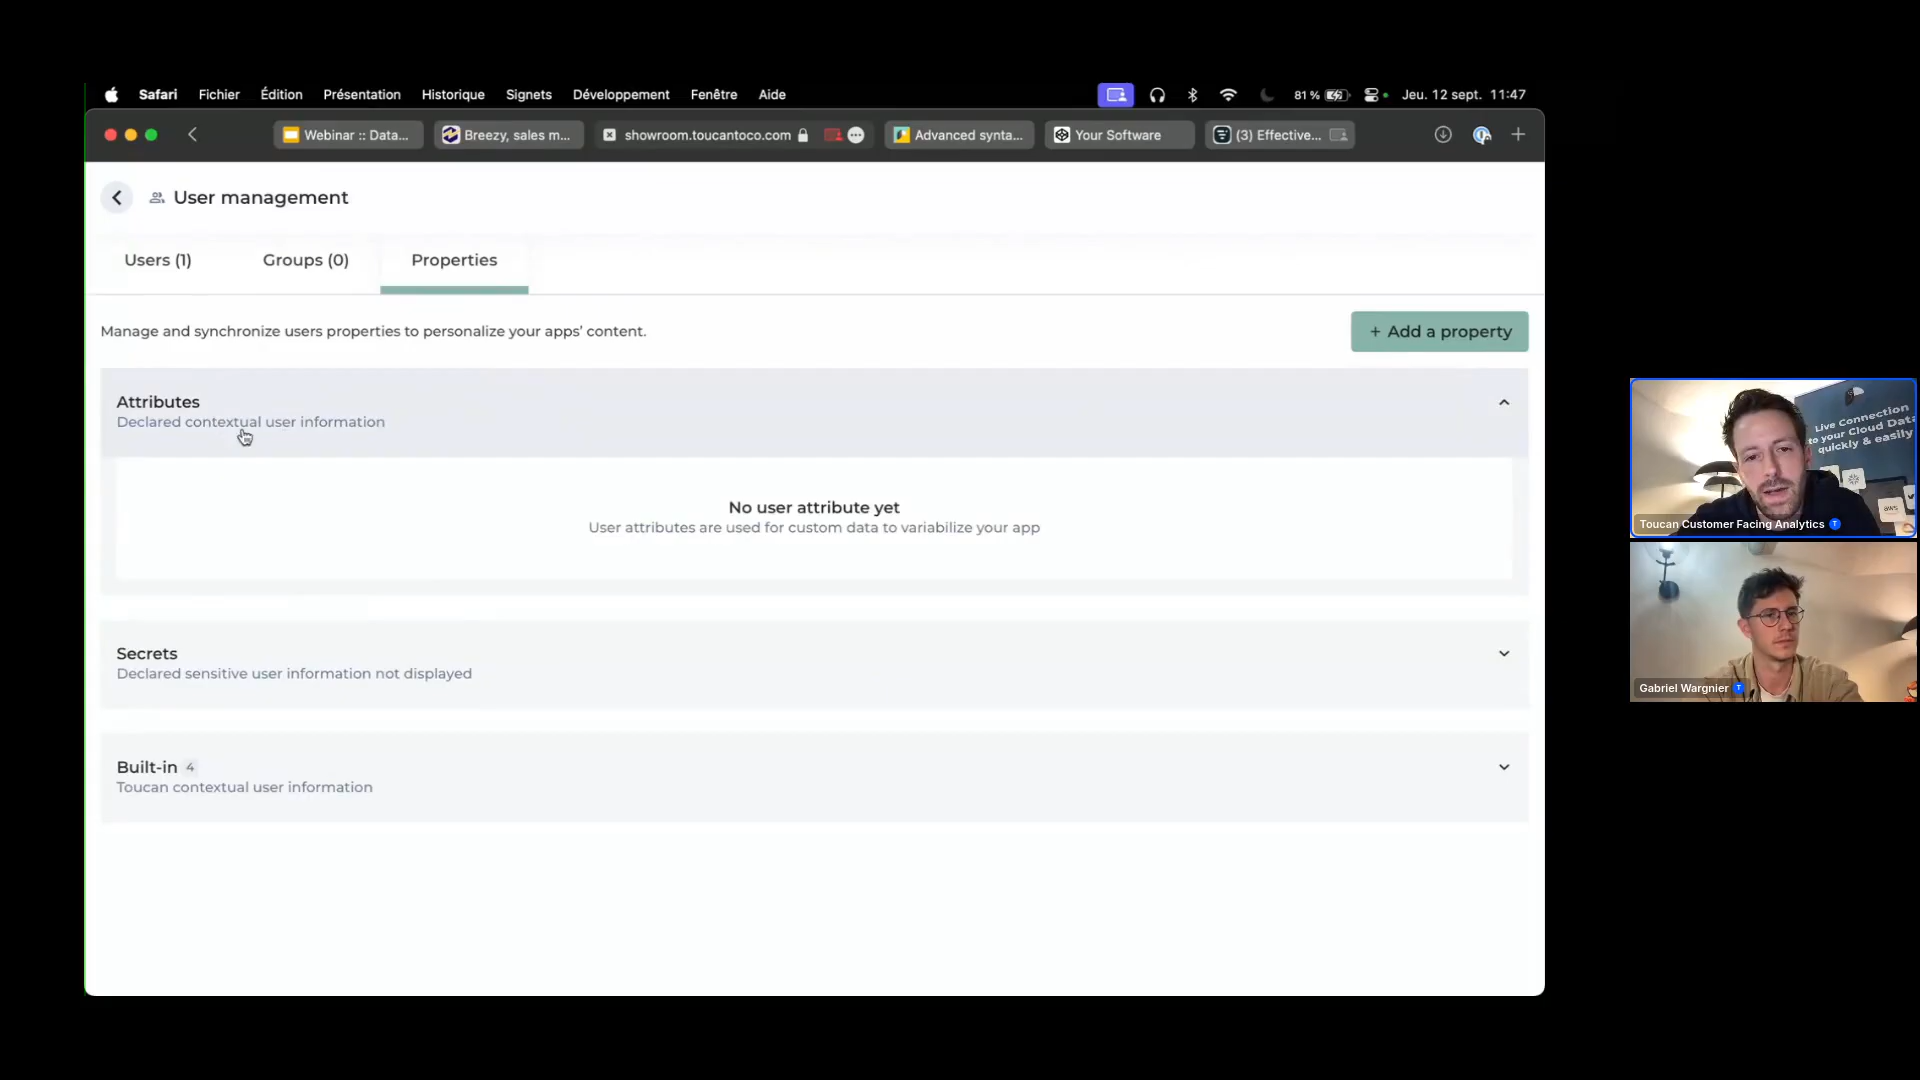 Safari Fichier Édition Présentation Historique Signets Développement Fenêtre Aide 81 % Jeu. 12 sept. 11:47
Webinar :: Data... Breezy, sales m... showroom.toucantoco.com Advanced synta... Your Software (3) Effective...
User management
Users (1) Groups (0) Properties
Manage and synchronize users properties to personalize your apps' content.
+ Add a property
Attributes
Declared contextual user information
No user attribute yet
User attributes are used for custom data to variabilize your app
Secrets
Declared sensitive user information not displayed
Built-in 4
Toucan contextual user information
Live Connection
to your Cloud Data
quickly & easily
aws
Toucan Customer Facing Analytics T
Gabriel Wargnier T